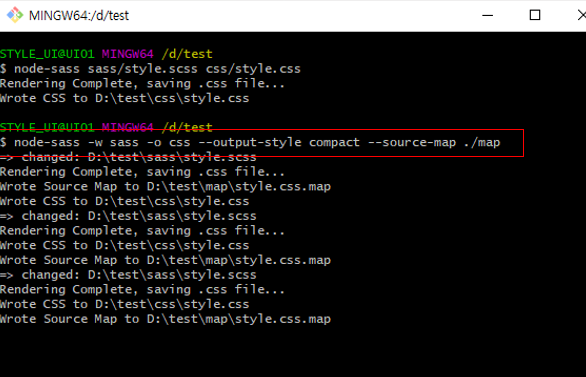 MINGW64:/d/test
STYLE_UI@UI01 MINGW64 /d/test
$ node-sass sass/style.scss css/style.css
Rendering Complete, saving .css file...
Wrote CSS to D:\test\css\style.css
STYLE_UI@UI01 MINGW64 /d/test
$ node-sass -w sass -o css --output-style compact --source-map ./map
=> changed: D:\test\sass\style.scss
Rendering Complete, saving .css file...
Wrote Source Map to D:\test\map\style.css.map
Wrote CSS to D:\test\css\style.css
=> changed: D:\test\sass\style.scss
Rendering Complete, saving .css file...
Wrote CSS to D:\test\css\style.css
Wrote Source Map to D:\test\map\style.css.map
=> changed: D:\test\sass\style.scss
Rendering Complete, saving .css file...
Wrote CSS to D:\test\css\style.css
Wrote Source Map to D:\test\map\style.css.map